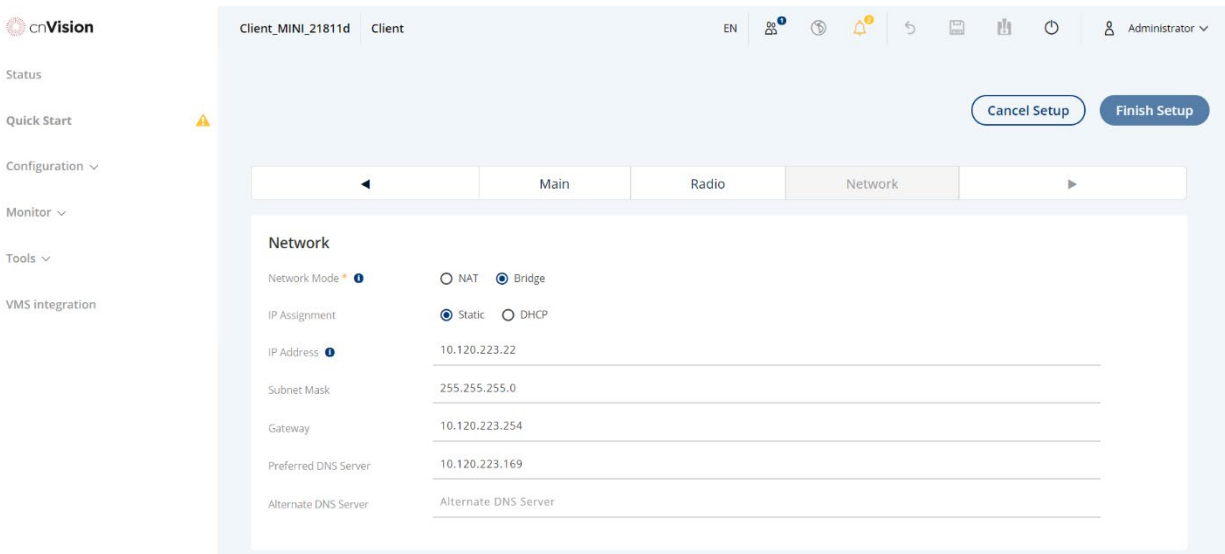 cnVision
Client_MINI_21811d Client EN 1 Administrator
Status
Quick Start
Configuration
Monitor
Tools
VMS integration
Cancel Setup Finish Setup
Main Radio Network
Network
Network Mode * NAT Bridge
IP Assignment Static DHCP
IP Address 10.120.223.22
Subnet Mask 255.255.255.0
Gateway 10.120.223.254
Preferred DNS Server 10.120.223.169
Alternate DNS Server Alternate DNS Server